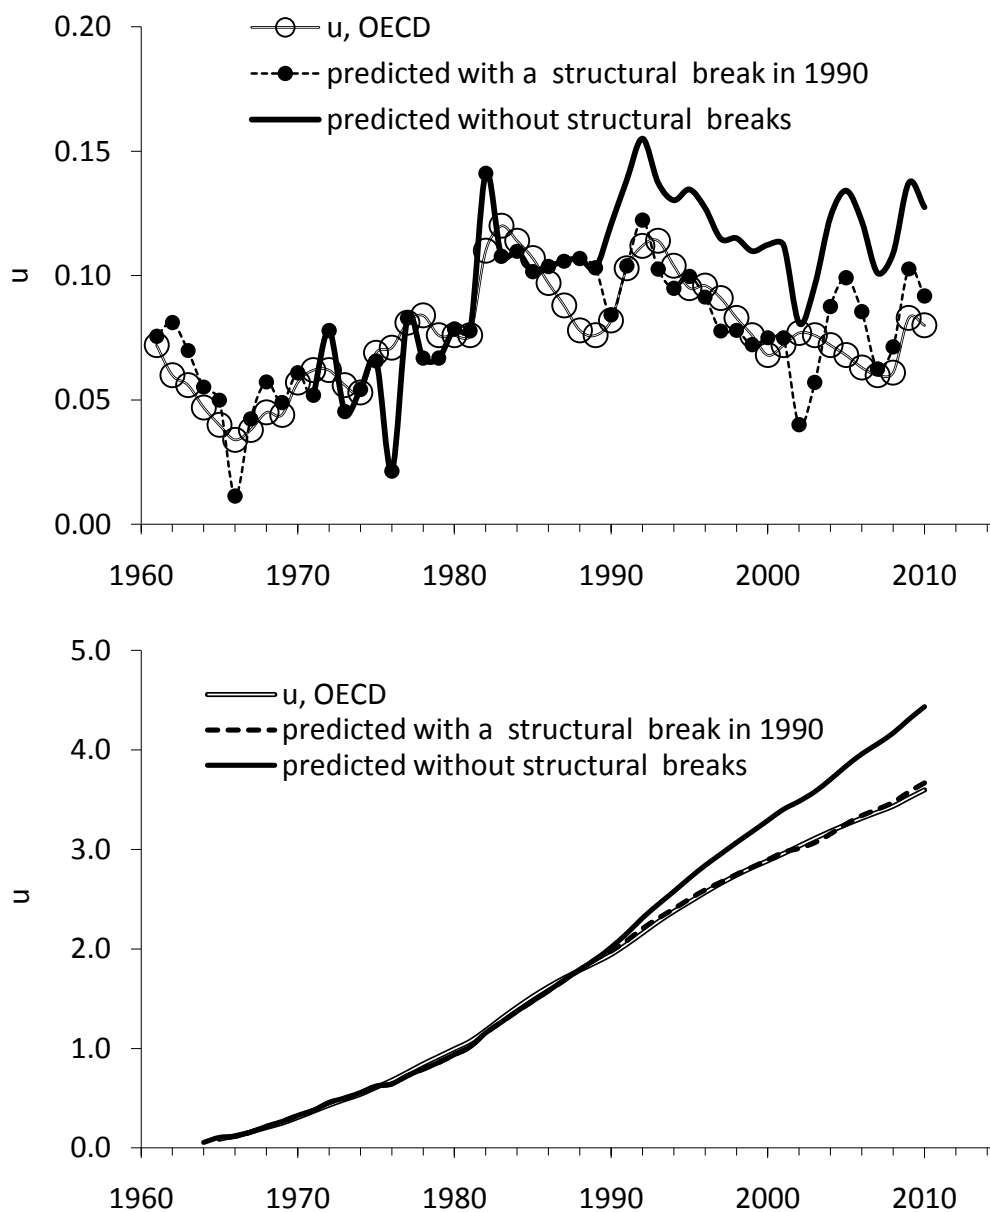 0.20
u, OECD
predicted with a structural break in 1990
predicted without structural breaks
0.15
0.10
u
0.05
0.00
1960 1970 1980 1990 2000 2010
5.0
u, OECD
predicted with a structural break in 1990
predicted without structural breaks
4.0
3.0
u
2.0
1.0
0.0
1960 1970 1980 1990 2000 2010